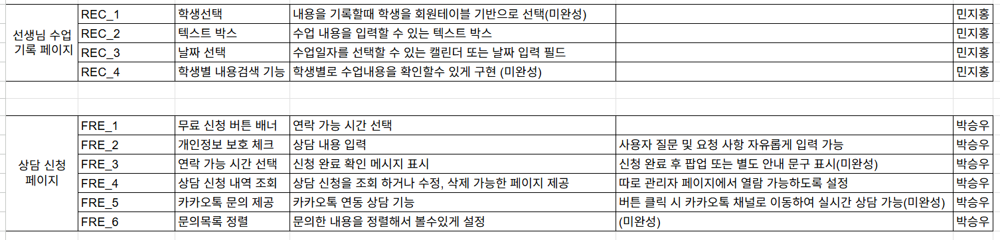 선생님 수업
기록 페이지
REC_1 학생선택 내용을 기록할때 학생을 회원테이블 기반으로 선택(미완성) 민지홍
REC_2 텍스트 박스 수업 내용을 입력할 수 있는 텍스트 박스 민지홍
REC_3 날짜 선택 수업일자를 선택할 수 있는 캘린더 또는 날짜 입력 필드 민지홍
REC_4 학생별 내용검색 기능 학생별로 수업내용을 확인할수 있게 구현 (미완성) 민지홍
상담 신청
페이지
FRE_1 무료 신청 버튼 배너 연락 가능 시간 선택 박승우
FRE_2 개인정보 보호 체크 상담 내용 입력 사용자 질문 및 요청 사항 자유롭게 입력 가능 박승우
FRE_3 연락 가능 시간 선택 신청 완료 확인 메시지 표시 신청 완료 후 팝업 또는 별도 안내 문구 표시(미완성) 박승우
FRE_4 상담 신청 내역 조회 상담 신청을 조회 하거나 수정, 삭제 가능한 페이지 제공 따로 관리자 페이지에서 열람 가능하도록 설정 박승우
FRE_5 카카오톡 문의 제공 카카오톡 연동 상담 기능 버튼 클릭 시 카카오톡 채널로 이동하여 실시간 상담 가능(미완성) 박승우
FRE_6 문의목록 정렬 문의한 내용을 정렬해서 볼수있게 설정 (미완성) 박승우